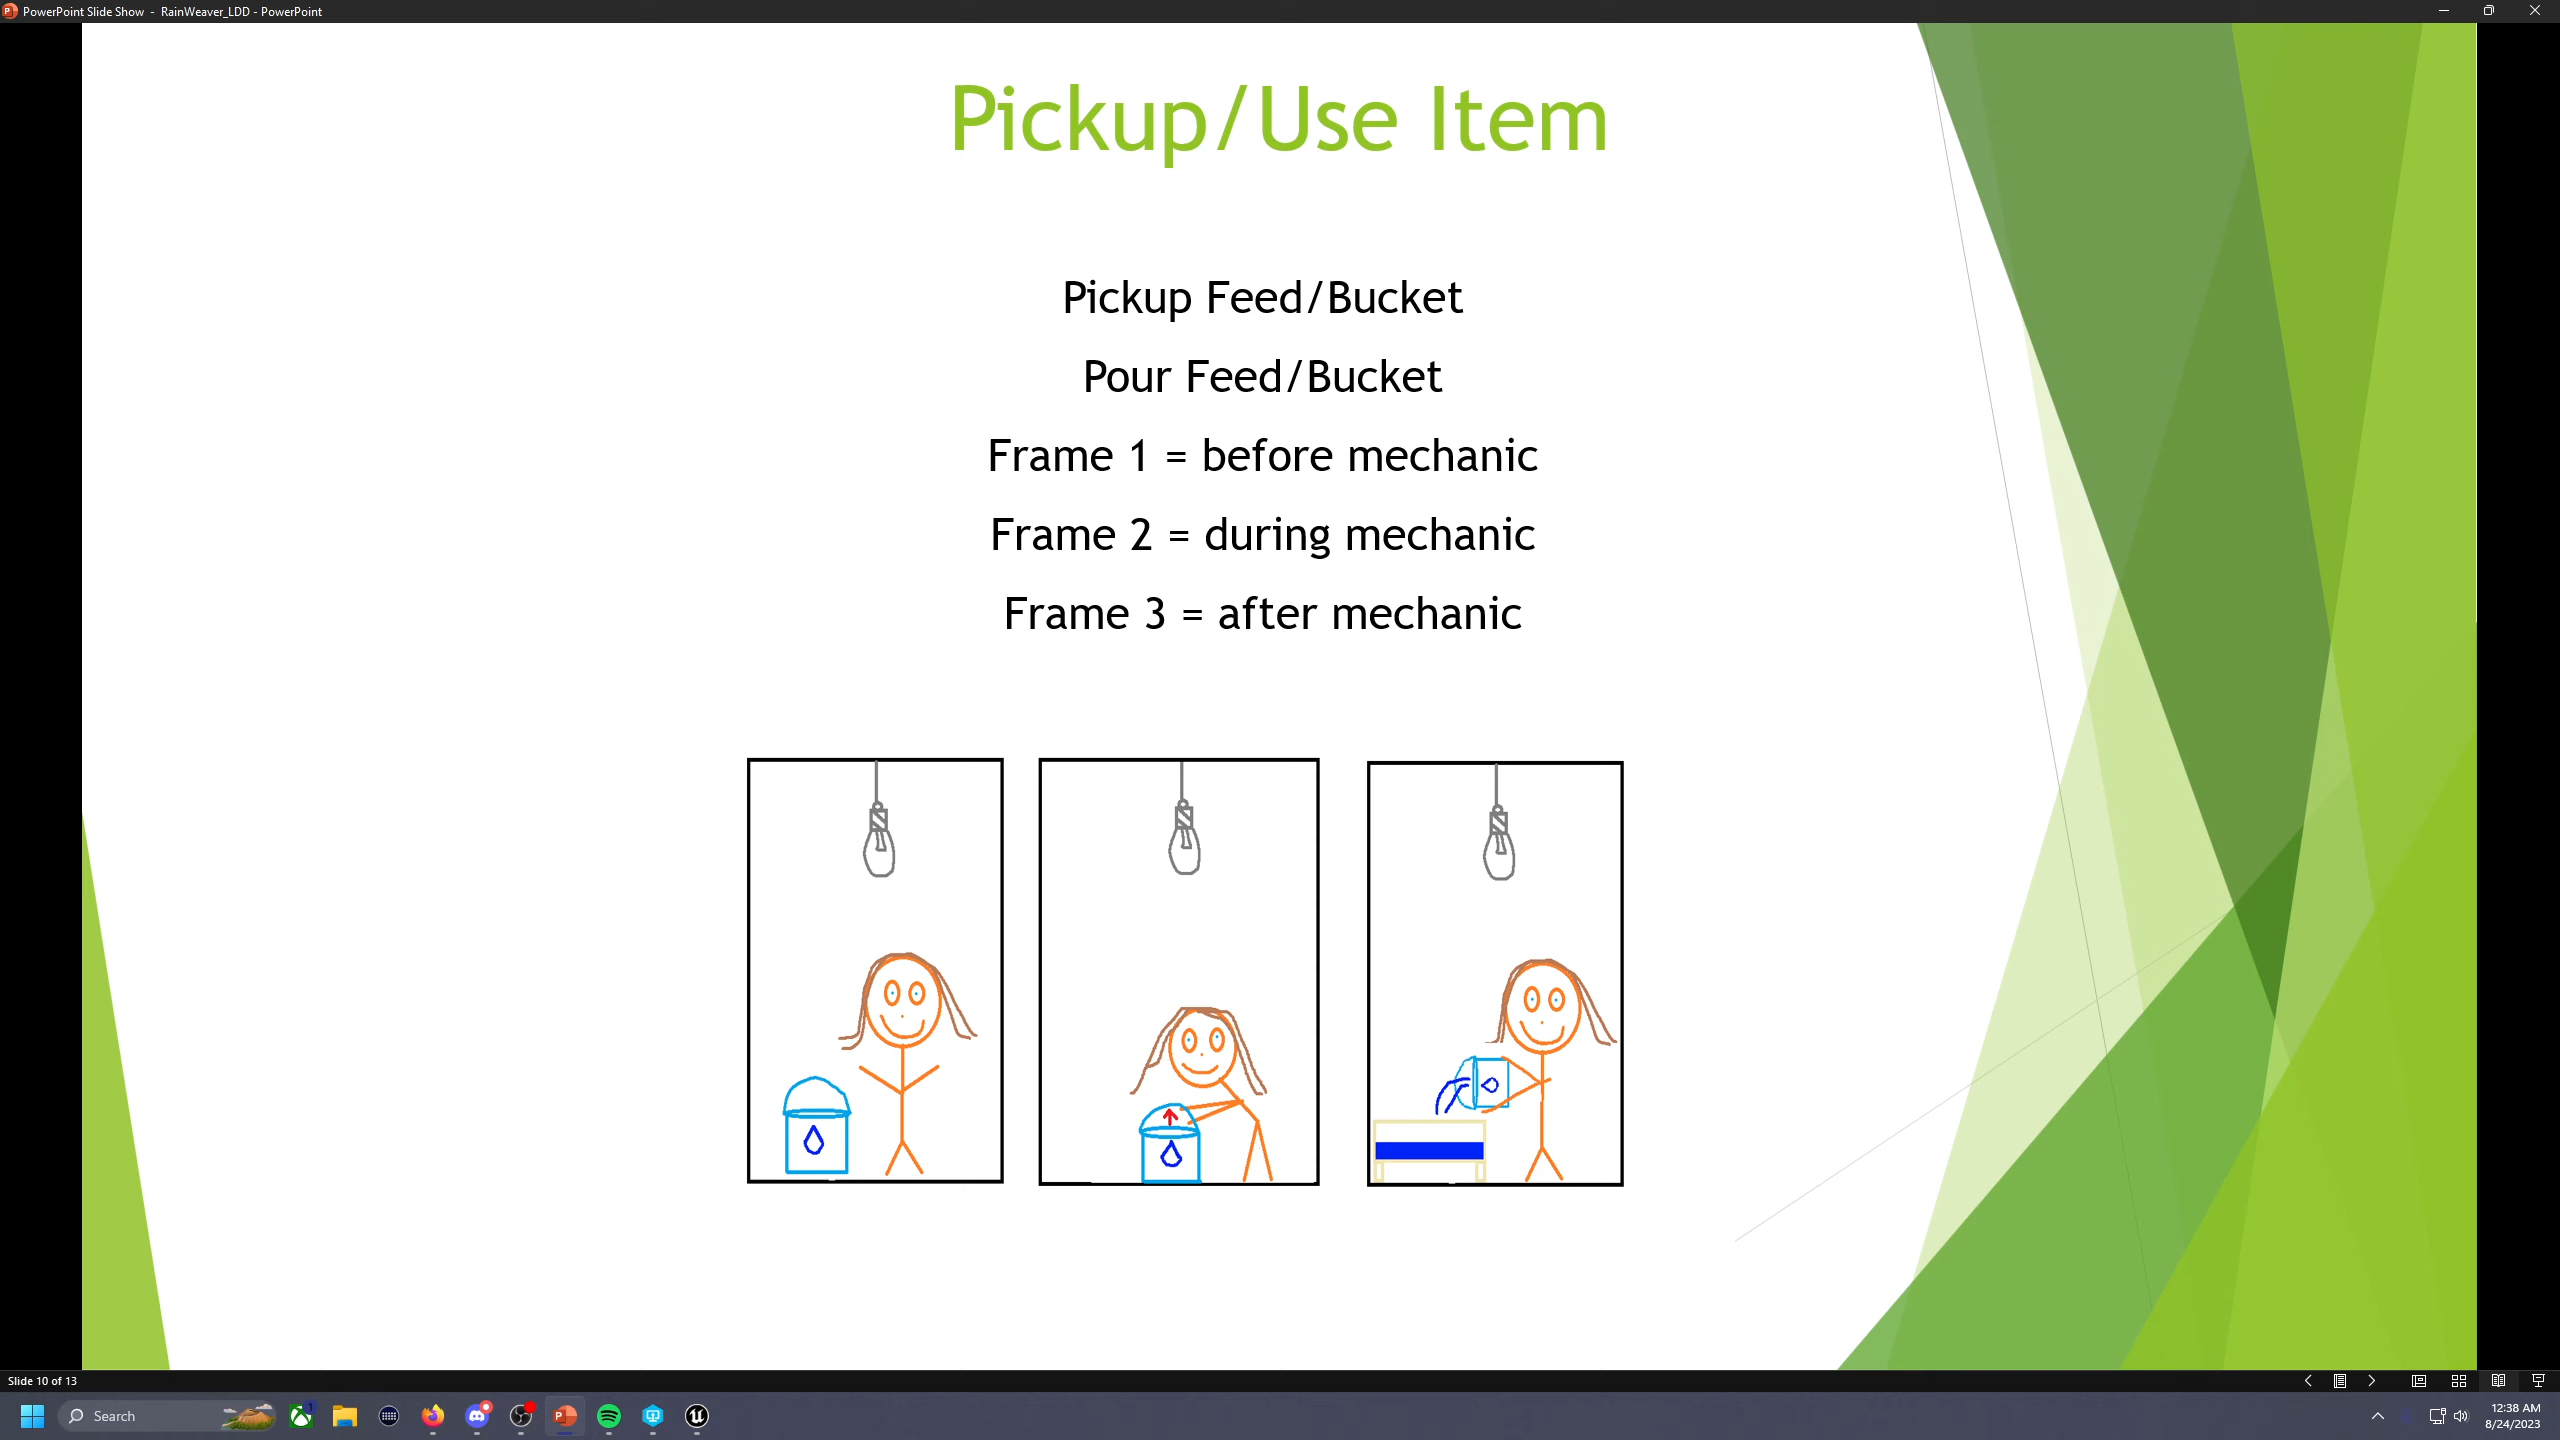 PowerPoint Slide Show - RainWeaver_LDD - PowerPoint
Pickup/Use Item
Pickup Feed/Bucket
Pour Feed/Bucket
Frame 1 = before mechanic
Frame 2 = during mechanic
Frame 3 = after mechanic
Slide 10 of 13
Search
12:38 AM
8/24/2023